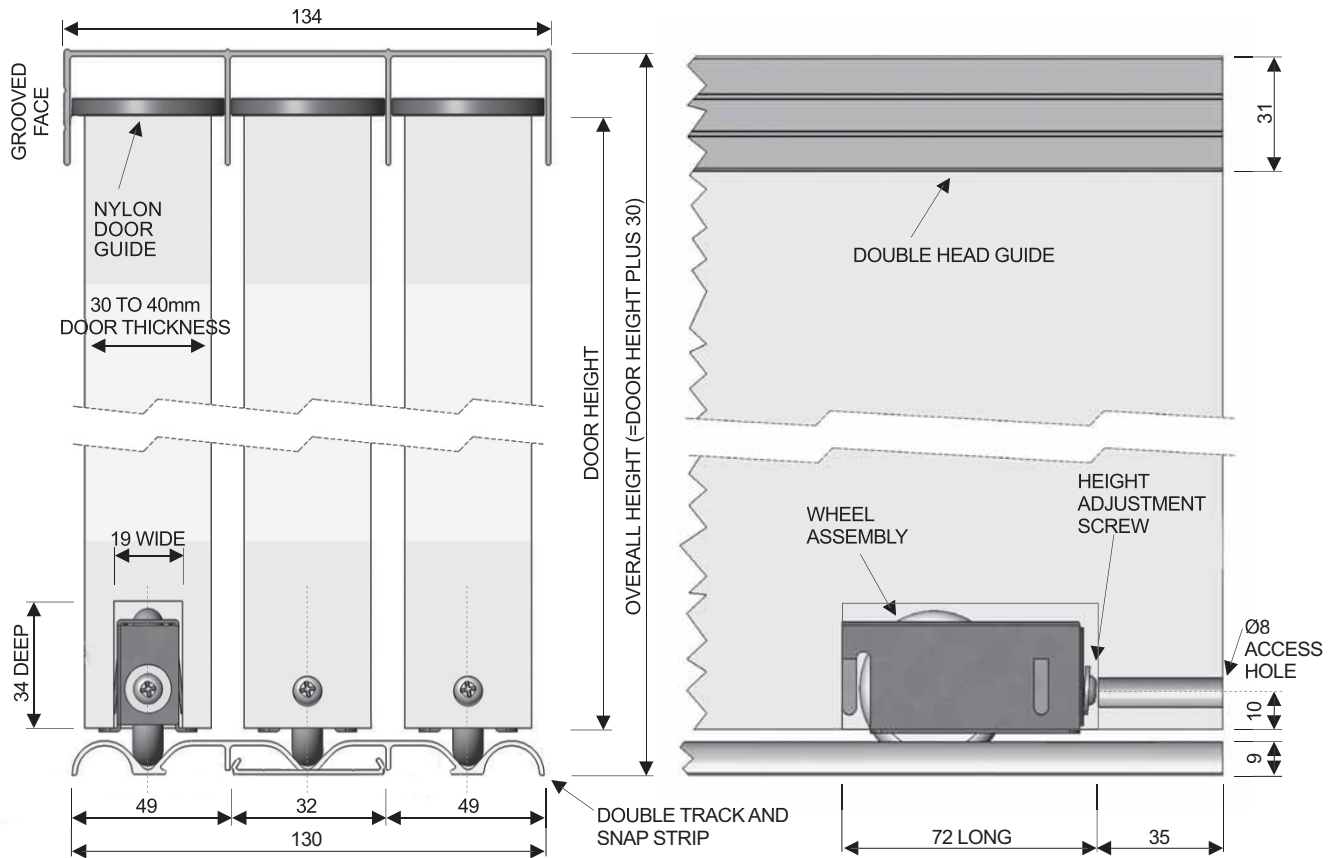 134
GROOVED
FACE
NYLON
DOOR
GUIDE
30 TO 40mm
DOOR THICKNESS
19 WIDE
34 DEEP
DOOR HEIGHT
OVERALL HEIGHT (=DOOR HEIGHT PLUS 30)
49
32
49
130
DOUBLE TRACK AND
SNAP STRIP
31
DOUBLE HEAD GUIDE
WHEEL
ASSEMBLY
HEIGHT
ADJUSTMENT
SCREW
Ø8
ACCESS
HOLE
10
9
72 LONG
35